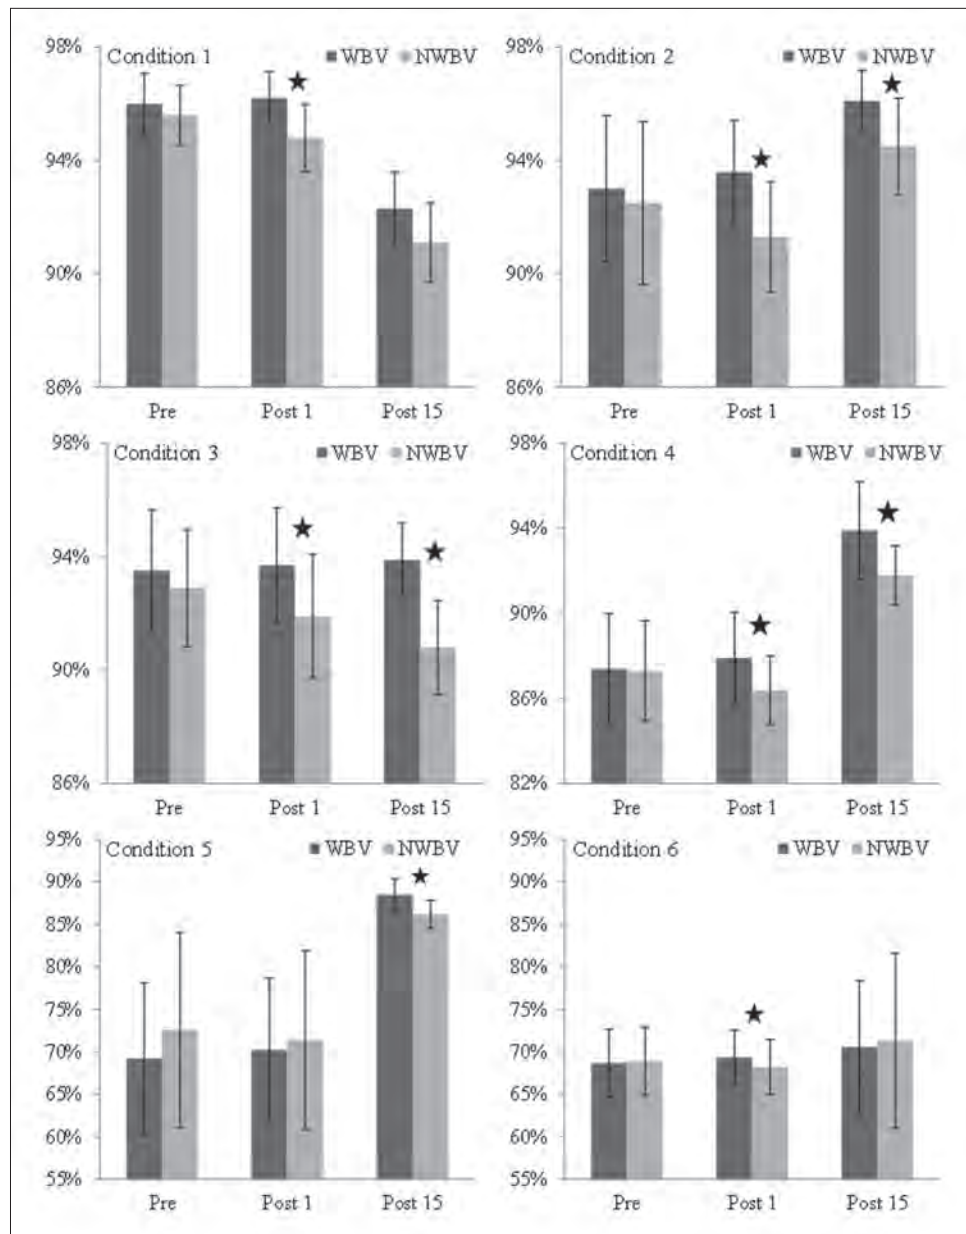 Condition 1 WBV NWBV
98%
94%
90%
86%
Pre Post 1 Post 15
Condition 2 WBV NWBV
98%
94%
90%
86%
Pre Post 1 Post 15
Condition 3 WBV NWBV
98%
94%
90%
86%
Pre Post 1 Post 15
Condition 4 WBV NWBV
98%
94%
90%
86%
82%
Pre Post 1 Post 15
Condition 5 WBV NWBV
95%
90%
85%
80%
75%
70%
65%
60%
55%
Pre Post 1 Post 15
Condition 6 WBV NWBV
95%
90%
85%
80%
75%
70%
65%
60%
55%
Pre Post 1 Post 15